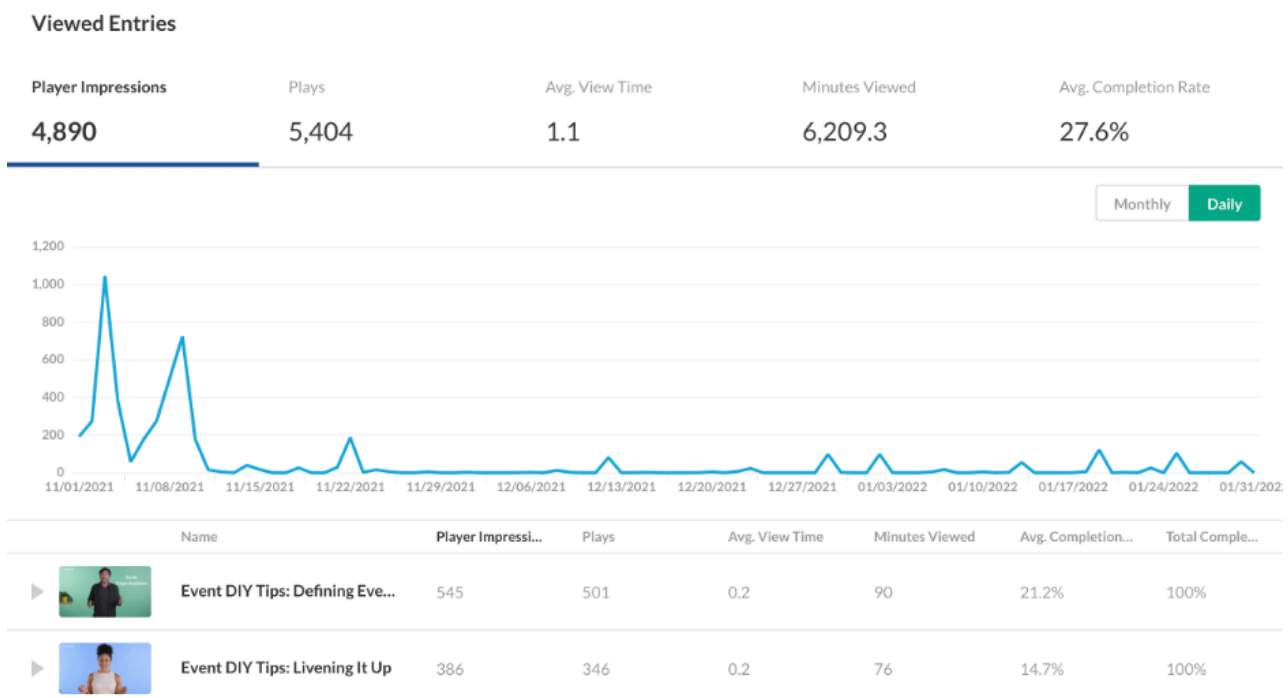 Viewed Entries
Player Impressions Plays Avg. View Time Minutes Viewed Avg. Completion Rate
4,890 5,404 1.1 6,209.3 27.6%
Monthly Daily
1,200
1,000
800
600
400
200
0
11/01/2021 11/08/2021 11/15/2021 11/22/2021 11/29/2021 12/06/2021 12/13/2021 12/20/2021 12/27/2021 01/03/2022 01/10/2022 01/17/2022 01/24/2022 01/31/202
Name Player Impressi... Plays Avg. View Time Minutes Viewed Avg. Completion... Total Comple...
Event DIY Tips: Defining Eve... 545 501 0.2 90 21.2% 100%
Event DIY Tips: Livening It Up 386 346 0.2 76 14.7% 100%